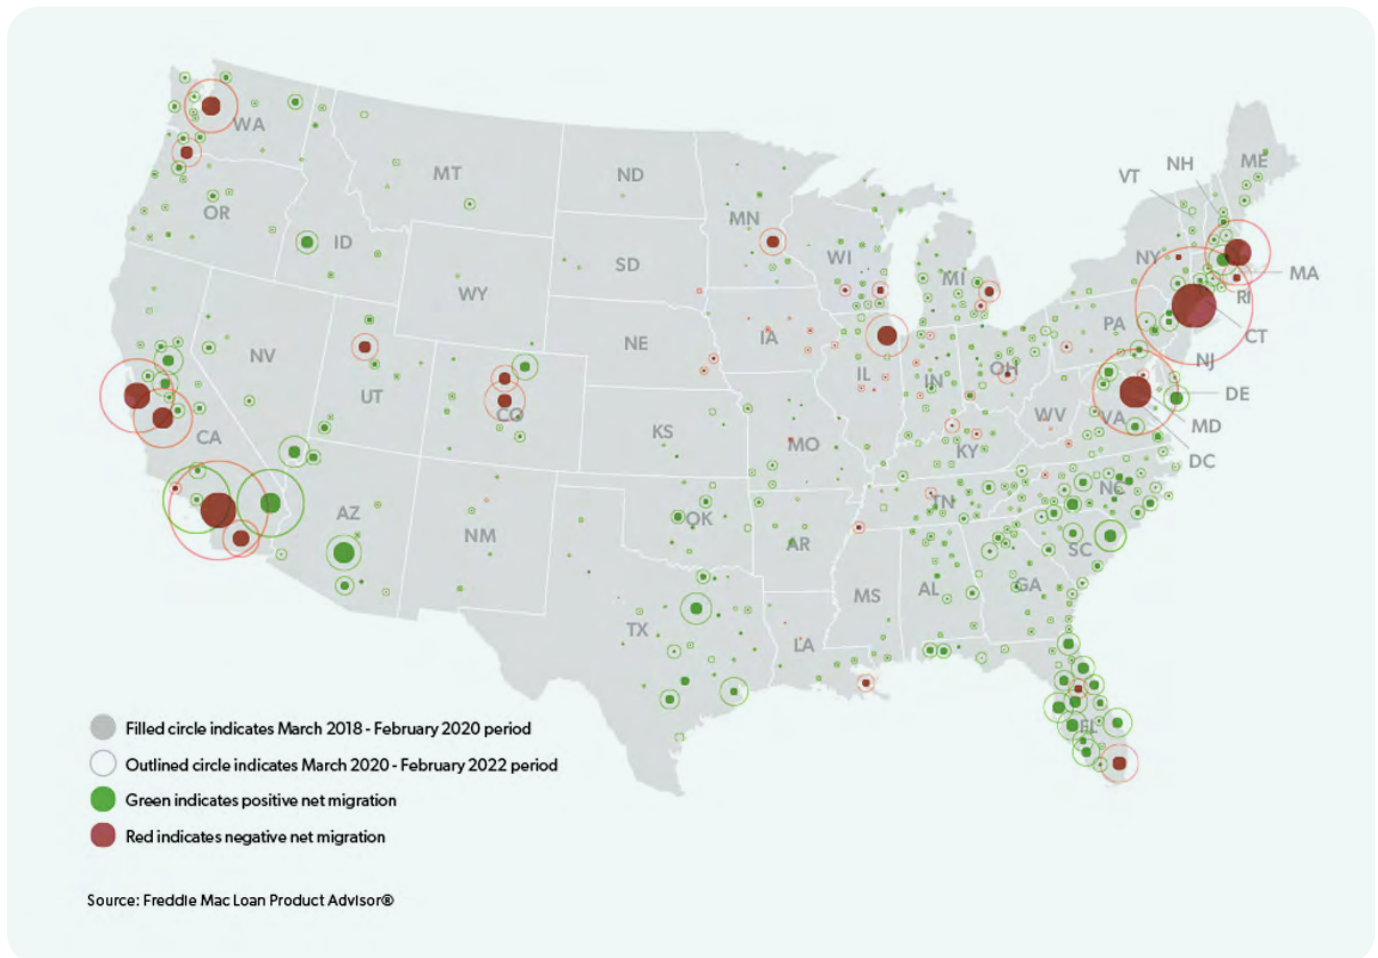 WA
NH
ME
VT
MT
ND
OR
MN
ID
WI
NY
MA
SD
MI
WY
RI
PA
CT
NE
IA
NV
NJ
OH
IL
IN
UT
DE
CO
WV
VA
MD
CA
KS
MO
KY
DC
NC
TN
AZ
OK
NM
AR
SC
GA
MS
AL
TX
LA
FL
Filled circle indicates March 2018 - February 2020 period
Outlined circle indicates March 2020 - February 2022 period
Green indicates positive net migration
Red indicates negative net migration
Source: Freddie Mac Loan Product Advisor®